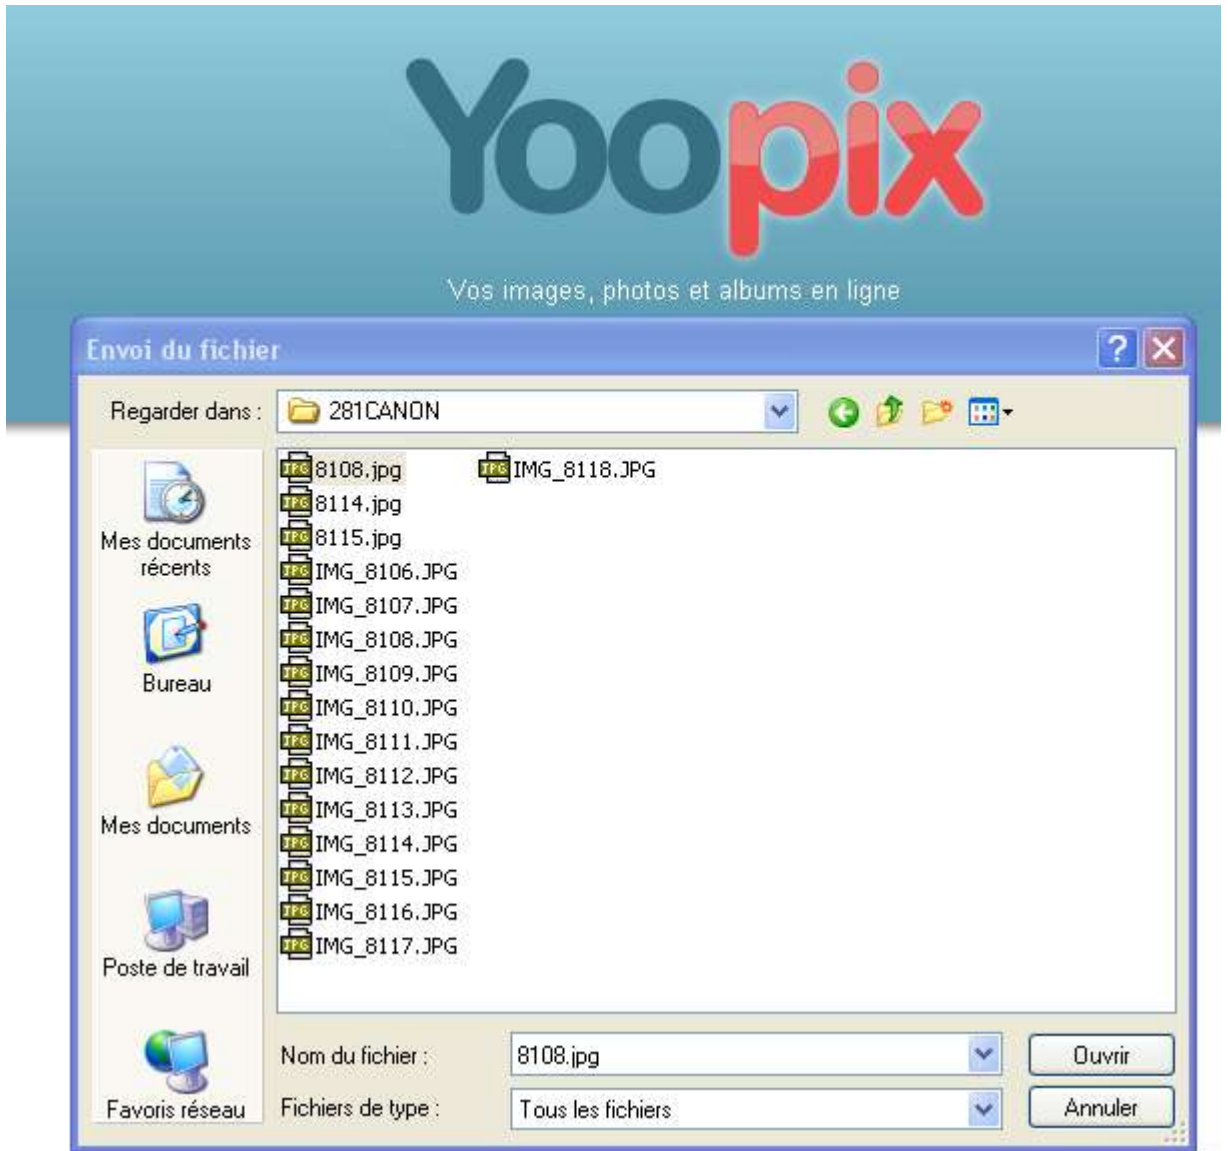 Yoopix
Vos images, photos et albums en ligne
Envoi du fichier
Regarder dans :
281CANON
8108.jpg
8114.jpg
8115.jpg
IMG_8106.JPG
IMG_8107.JPG
IMG_8108.JPG
IMG_8109.JPG
IMG_8110.JPG
IMG_8111.JPG
IMG_8112.JPG
IMG_8113.JPG
IMG_8114.JPG
IMG_8115.JPG
IMG_8116.JPG
IMG_8117.JPG
IMG_8118.JPG
Mes documents
récents
Bureau
Mes documents
Poste de travail
Favoris réseau
Nom du fichier :
8108.jpg
Ouvrir
Fichiers de type :
Tous les fichiers
Annuler